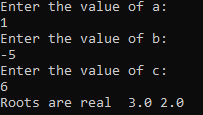 Enter the value of a:
1
Enter the value of b:
-5
Enter the value of c:
6
Roots are real  3.0 2.0